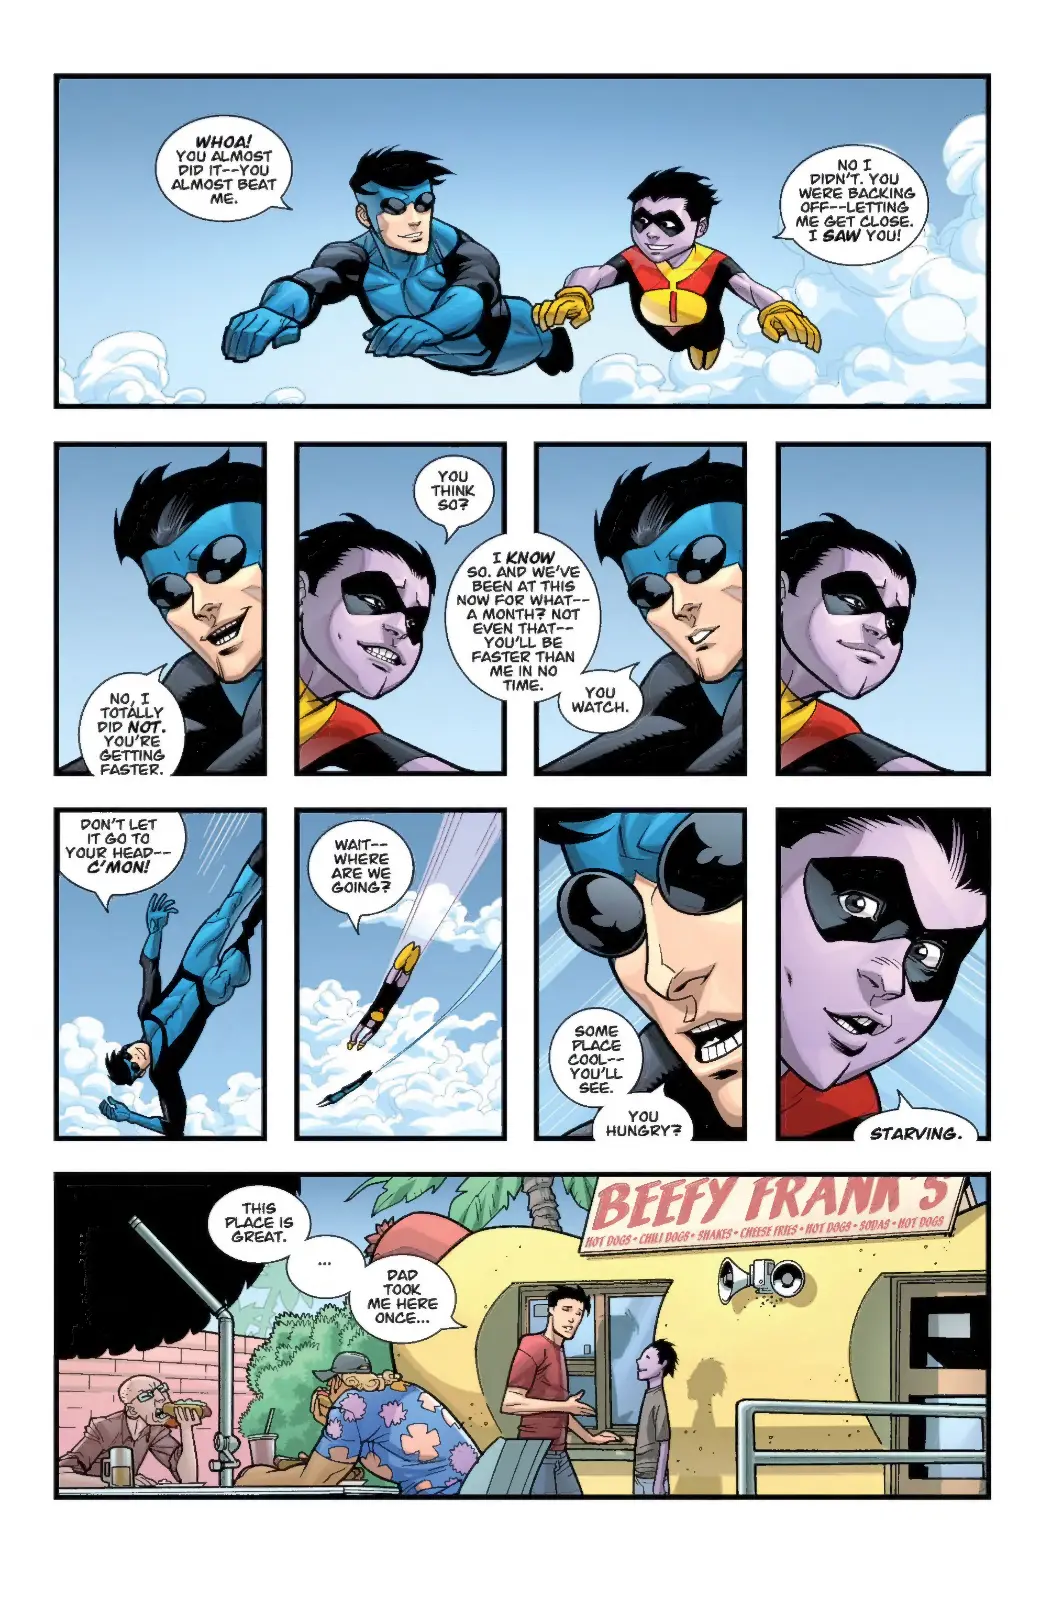 WHOA!
YOU ALMOST
DID IT--YOU
ALMOST BEAT
ME.
NO I
DIDN'T. YOU
WERE BACKING
OFF--LETTING
ME GET CLOSE.
I SAW YOU!
NO, I
TOTALLY
DID NOT.
YOU'RE
GETTING
FASTER.
YOU
THINK
SO?
I KNOW
SO. AND WE'VE
BEEN AT THIS
NOW FOR WHAT--
A MONTH? NOT
EVEN THAT--
YOU'LL BE
FASTER THAN
ME IN NO
TIME.
YOU
WATCH.
DON'T LET
IT GO TO
YOUR HEAD--
C'MON!
WAIT--
WHERE
ARE WE
GOING?
SOME
PLACE
COOL--
YOU'LL
SEE.
YOU
HUNGRY?
STARVING.
THIS
PLACE IS
GREAT.
...
DAD
TOOK
ME HERE
ONCE...
BEEFY FRANK'S
HOT DOGS • CHILI DOGS • SHAKES • CHEESE FRIES • HOT DOGS • SODAS • HOT DOGS